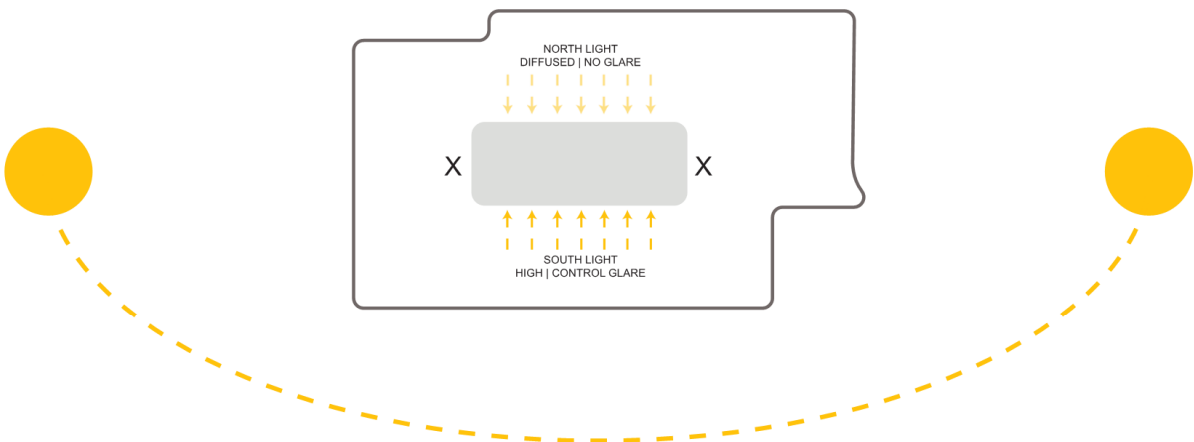 NORTH LIGHT
DIFFUSED | NO GLARE
X X
SOUTH LIGHT
HIGH | CONTROL GLARE